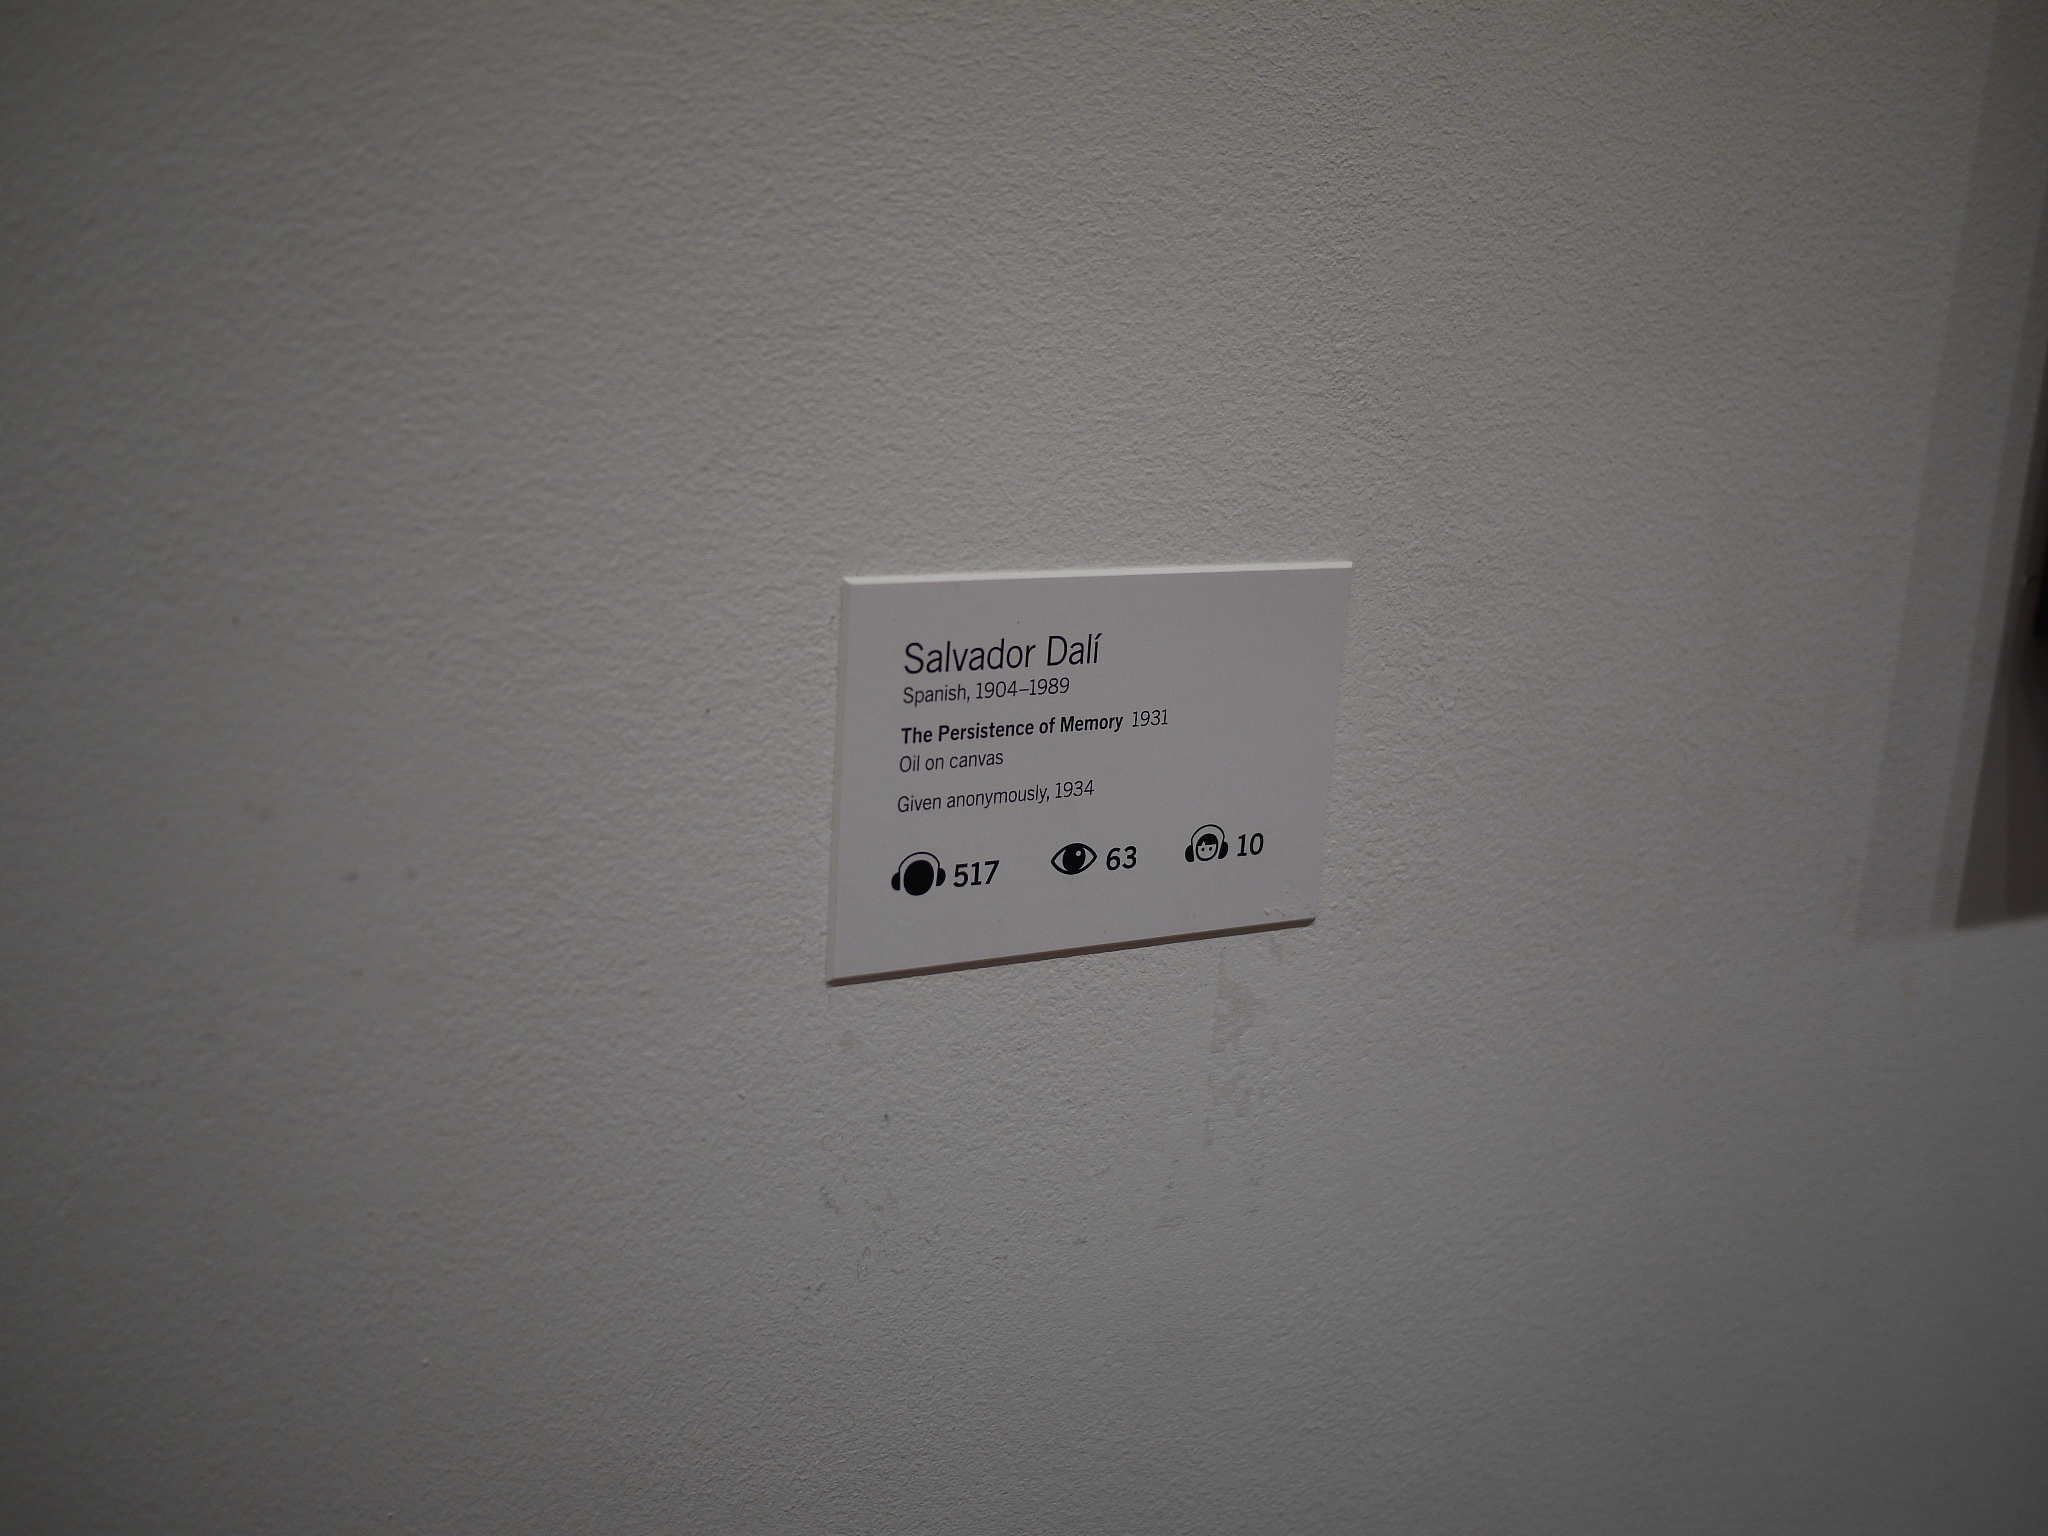 Salvador Dalí
Spanish, 1904–1989
The Persistence of Memory 1931
Oil on canvas
Given anonymously, 1934
517 63 10